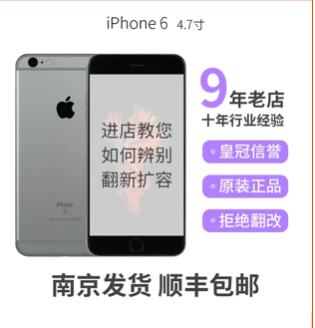 iPhone 6 4.7寸
进店教您
如何辨别
翻新扩容
9年老店
十年行业经验
皇冠信誉
原装正品
拒绝翻改
iPhone
南京发货 顺丰包邮